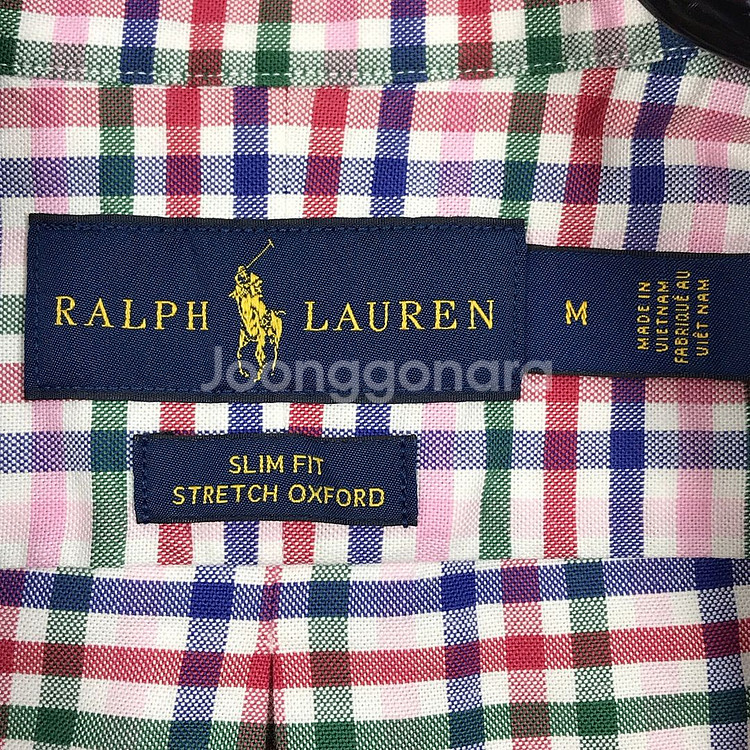 RALPH LAUREN
M
MADE IN
VIETNAM
FABRIQUÉ AU
VIÊT NAM
Joonggonara
SLIM FIT
STRETCH OXFORD